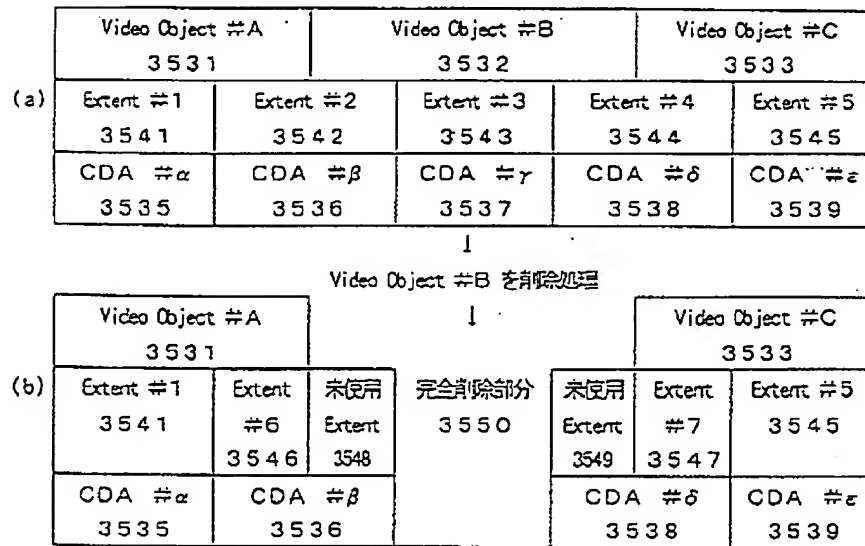 Video Object #A Video Object #B Video Object #C
3531 3532 3533
(a)
Extent #1 Extent #2 Extent #3 Extent #4 Extent #5
3541 3542 3543 3544 3545
CDA #α CDA #β CDA #γ CDA #δ CDA #ε
3535 3536 3537 3538 3539
↓
Video Object #B を削除処理
↓
Video Object #A Video Object #C
3531 3533
(b)
Extent #1 Extent 未使用 完全削除部分 未使用 Extent Extent #5
3541 #6 Extent 3550 Extent #7 3545
3546 3548 3549 3547
CDA #α CDA #β CDA #δ CDA #ε
3535 3536 3538 3539